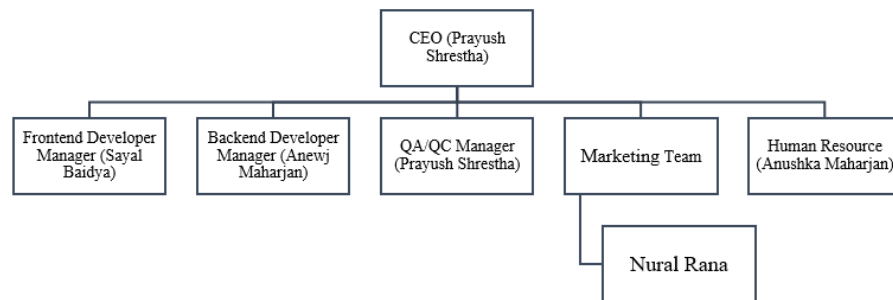 CEO (Prayush
Shrestha)
Frontend Developer
Manager (Sayal
Baidya)
Backend Developer
Manager (Anewj
Maharjan)
QA/QC Manager
(Prayush Shrestha)
Marketing Team
Human Resource
(Anushka Maharjan)
Nural Rana